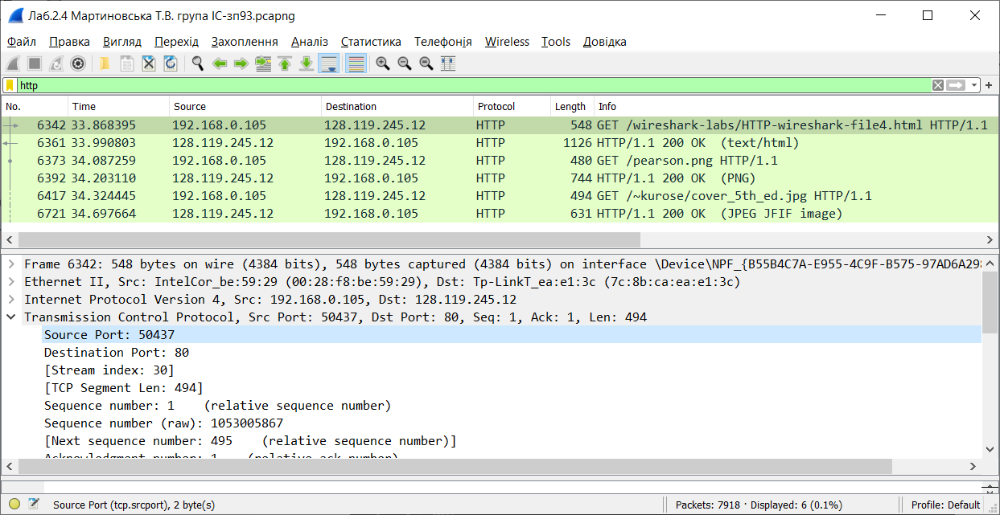 Лаб.2.4 Мартиновська Т.В. група ІС-зп93.pcapng
Файл Правка Вигляд Перехід Захоплення Аналіз Статистика Телефонія Wireless Tools Довідка
http
No. Time Source Destination Protocol Length Info
6342 33.868395 192.168.0.105 128.119.245.12 HTTP 548 GET /wireshark-labs/HTTP-wireshark-file4.html HTTP/1.1
6361 33.990803 128.119.245.12 192.168.0.105 HTTP 1126 HTTP/1.1 200 OK (text/html)
6373 34.087259 192.168.0.105 128.119.245.12 HTTP 480 GET /pearson.png HTTP/1.1
6392 34.203110 128.119.245.12 192.168.0.105 HTTP 744 HTTP/1.1 200 OK (PNG)
6417 34.324445 192.168.0.105 128.119.245.12 HTTP 494 GET /~kurose/cover_5th_ed.jpg HTTP/1.1
6721 34.697664 128.119.245.12 192.168.0.105 HTTP 631 HTTP/1.1 200 OK (JPEG JFIF image)
Frame 6342: 548 bytes on wire (4384 bits), 548 bytes captured (4384 bits) on interface \Device\NPF_{B55B4C7A-E955-4C9F-B575-97AD6A298
Ethernet II, Src: IntelCor_be:59:29 (00:28:f8:be:59:29), Dst: Tp-LinkT_ea:e1:3c (7c:8b:ca:ea:e1:3c)
Internet Protocol Version 4, Src: 192.168.0.105, Dst: 128.119.245.12
Transmission Control Protocol, Src Port: 50437, Dst Port: 80, Seq: 1, Ack: 1, Len: 494
Source Port: 50437
Destination Port: 80
[Stream index: 30]
[TCP Segment Len: 494]
Sequence number: 1 (relative sequence number)
Sequence number (raw): 1053005867
[Next sequence number: 495 (relative sequence number)]
Acknowledgment number: 1 (relative ack number)
Source Port (tcp.srcport), 2 byte(s) Packets: 7918 · Displayed: 6 (0.1%) Profile: Default